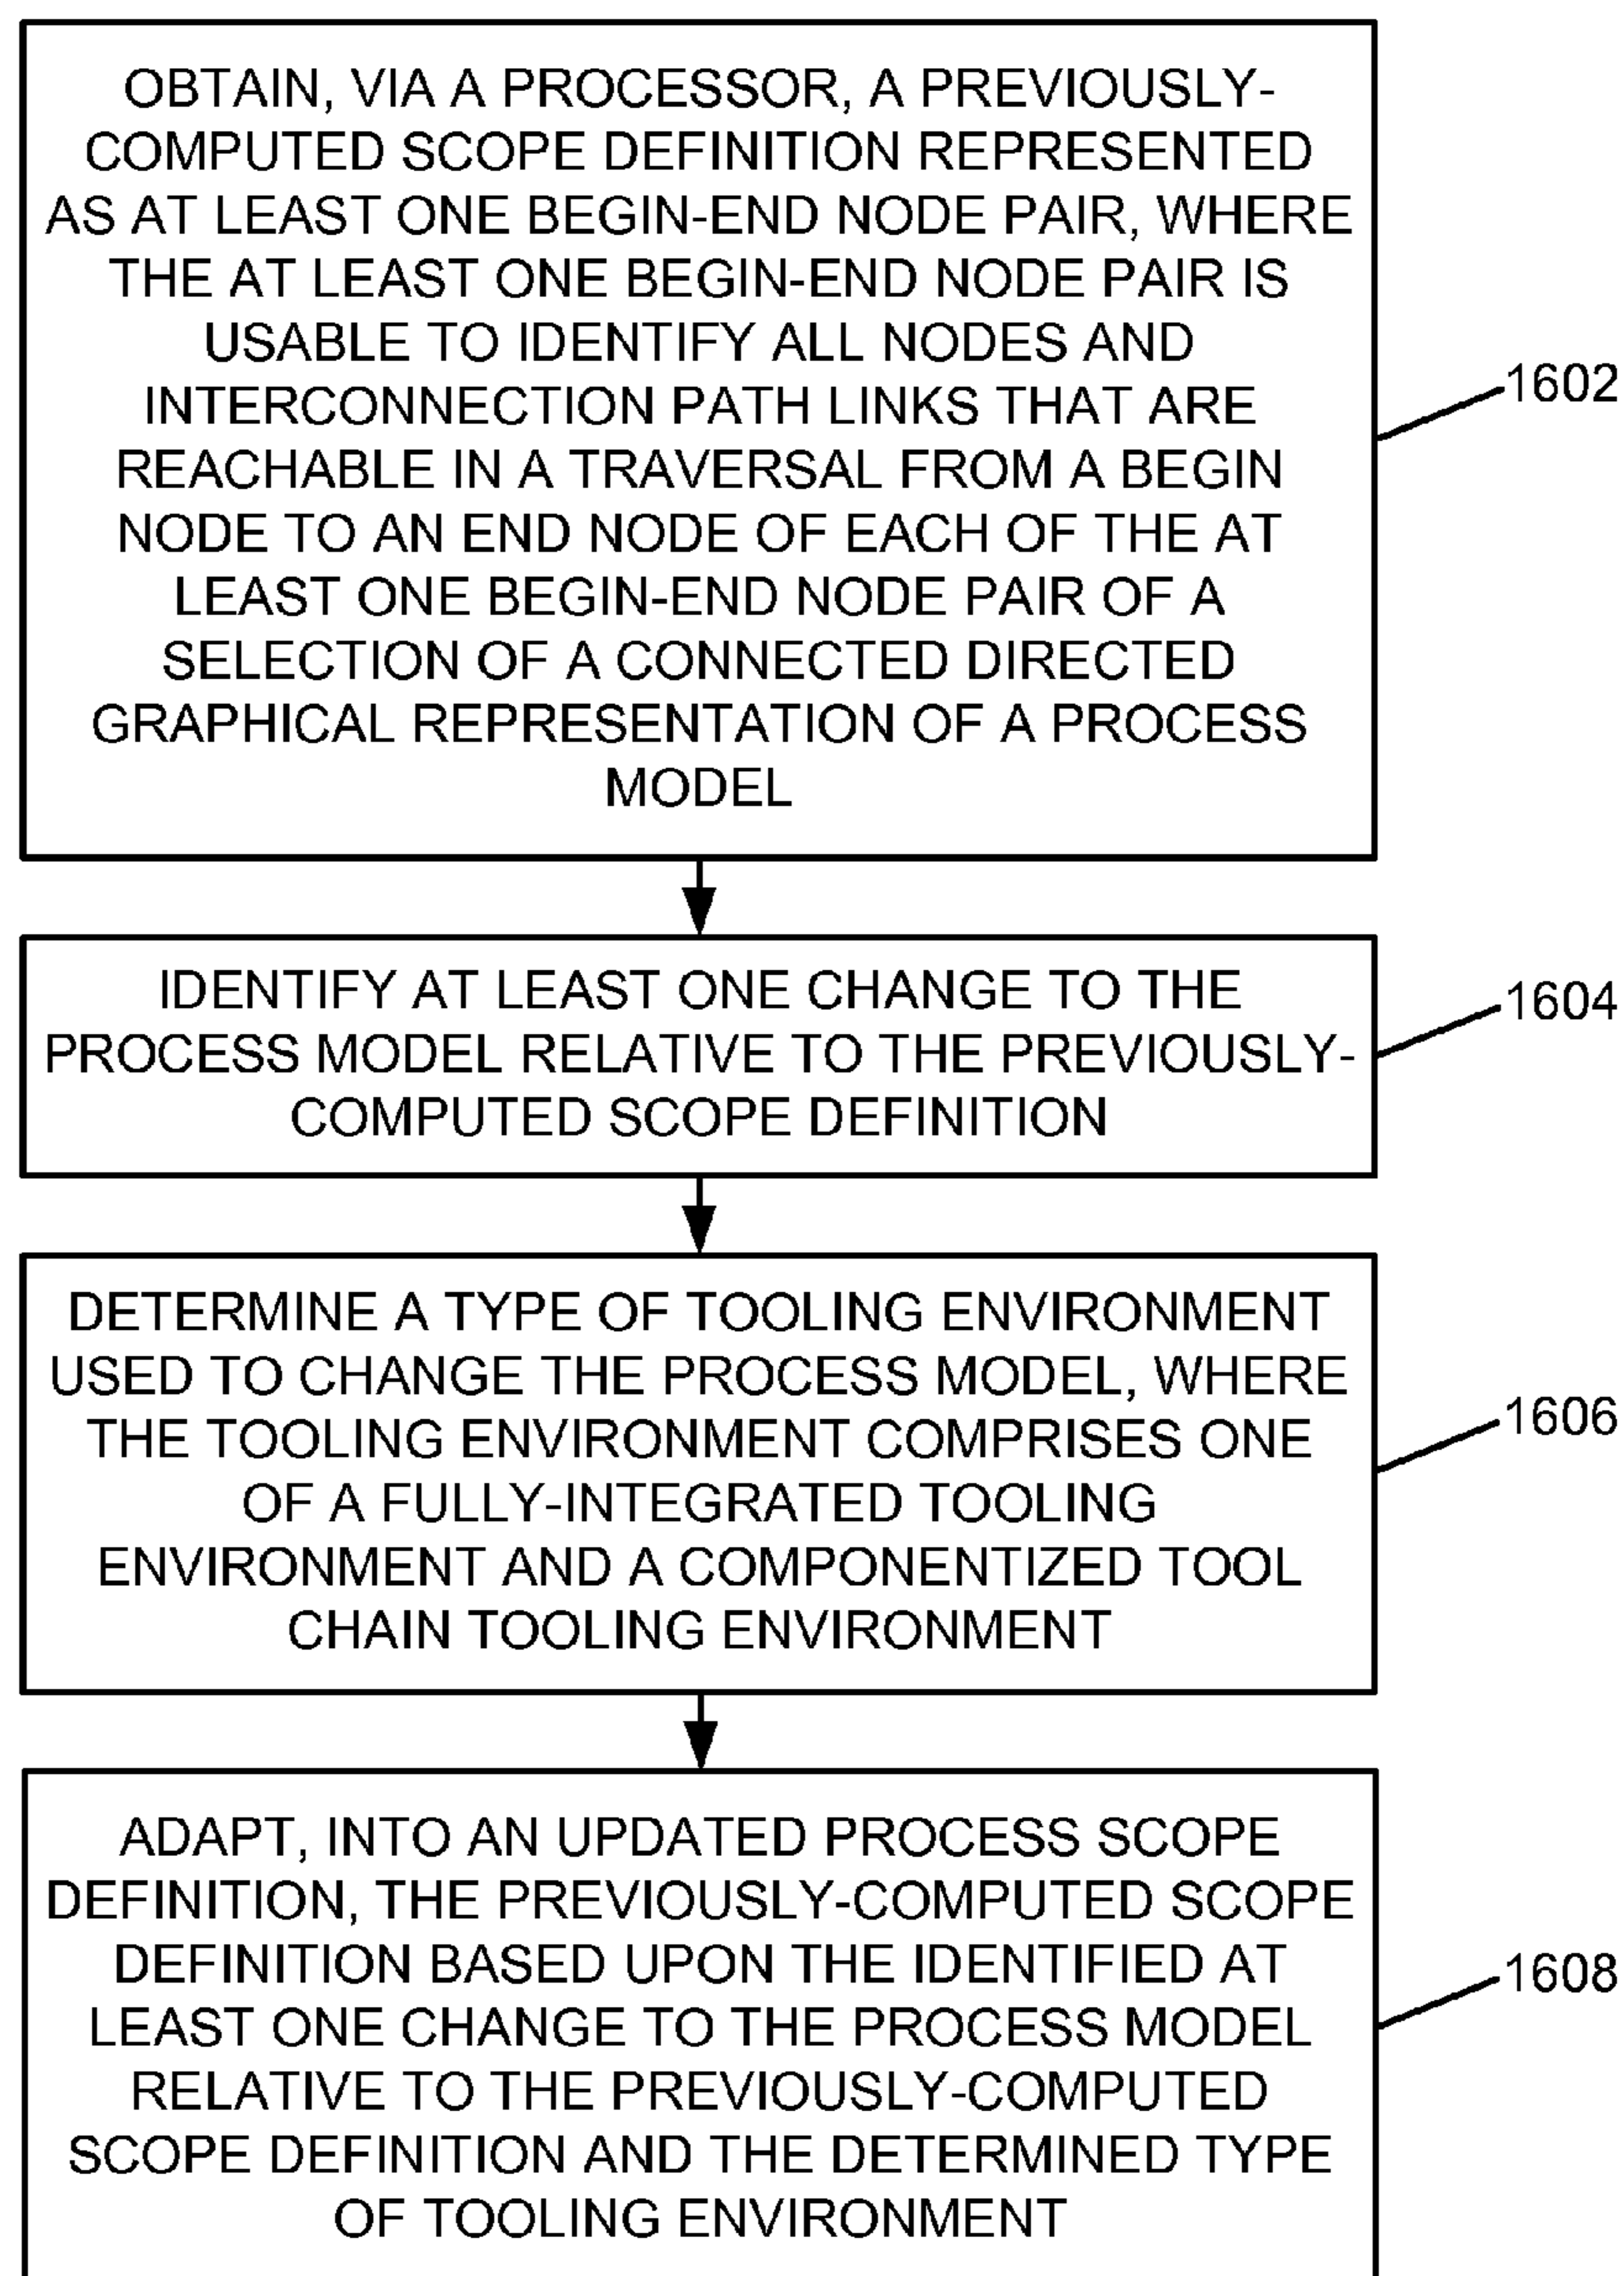 OBTAIN, VIA A PROCESSOR, A PREVIOUSLY-
COMPUTED SCOPE DEFINITION REPRESENTED
AS AT LEAST ONE BEGIN-END NODE PAIR, WHERE
THE AT LEAST ONE BEGIN-END NODE PAIR IS
USABLE TO IDENTIFY ALL NODES AND
INTERCONNECTION PATH LINKS THAT ARE
REACHABLE IN A TRAVERSAL FROM A BEGIN
NODE TO AN END NODE OF EACH OF THE AT
LEAST ONE BEGIN-END NODE PAIR OF A
SELECTION OF A CONNECTED DIRECTED
GRAPHICAL REPRESENTATION OF A PROCESS
MODEL
1602
IDENTIFY AT LEAST ONE CHANGE TO THE
PROCESS MODEL RELATIVE TO THE PREVIOUSLY-
COMPUTED SCOPE DEFINITION
1604
DETERMINE A TYPE OF TOOLING ENVIRONMENT
USED TO CHANGE THE PROCESS MODEL, WHERE
THE TOOLING ENVIRONMENT COMPRISES ONE
OF A FULLY-INTEGRATED TOOLING
ENVIRONMENT AND A COMPONENTIZED TOOL
CHAIN TOOLING ENVIRONMENT
1606
ADAPT, INTO AN UPDATED PROCESS SCOPE
DEFINITION, THE PREVIOUSLY-COMPUTED SCOPE
DEFINITION BASED UPON THE IDENTIFIED AT
LEAST ONE CHANGE TO THE PROCESS MODEL
RELATIVE TO THE PREVIOUSLY-COMPUTED
SCOPE DEFINITION AND THE DETERMINED TYPE
OF TOOLING ENVIRONMENT
1608